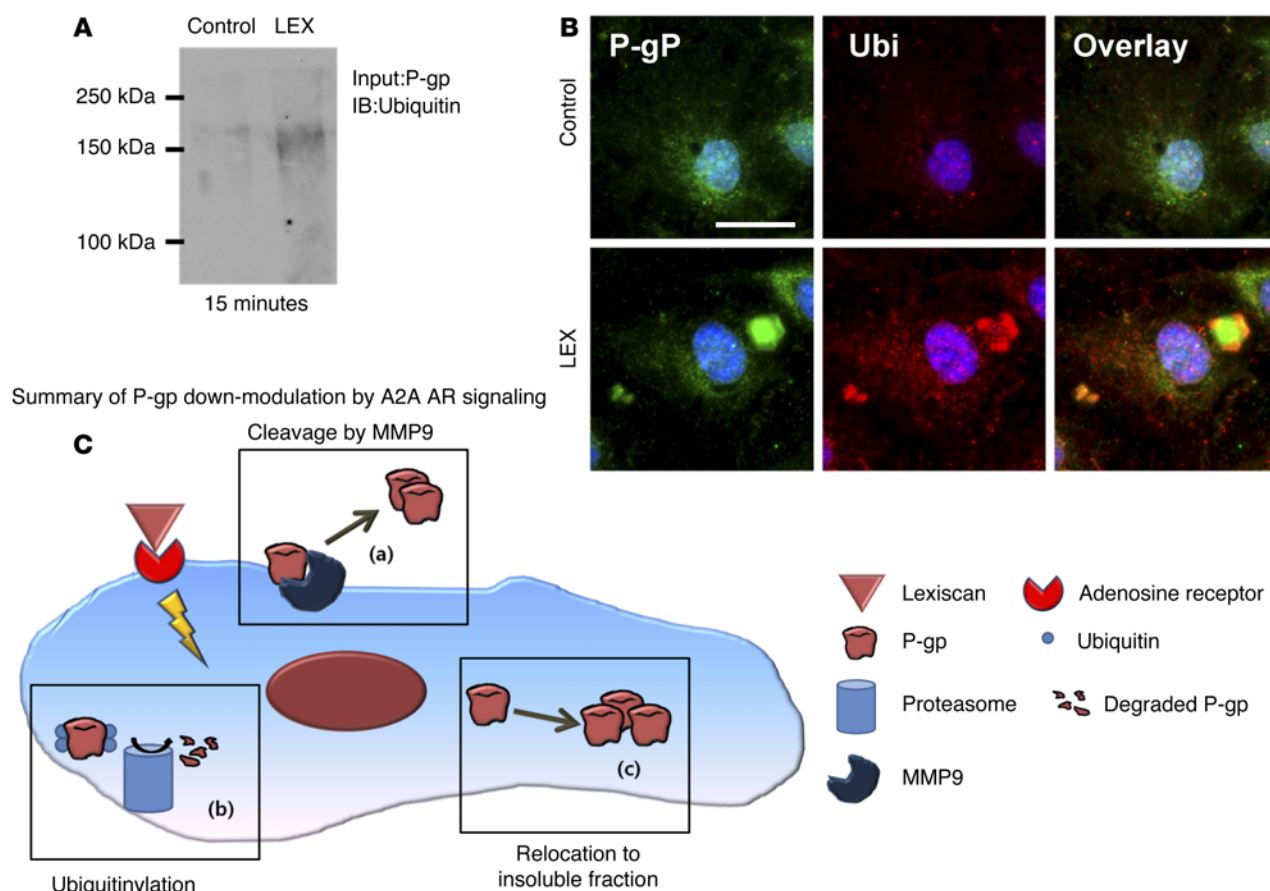 A
Control LEX
250 kDa
150 kDa
100 kDa
Input:P-gp
IB:Ubiquitin
15 minutes
B
P-gP Ubi Overlay
Control
LEX
Summary of P-gp down-modulation by A2A AR signaling
C
Cleavage by MMP9
(a)
(b)
Ubiquitinylation
(c)
Relocation to
insoluble fraction
Lexiscan
Adenosine receptor
P-gp
Ubiquitin
Proteasome
Degraded P-gp
MMP9